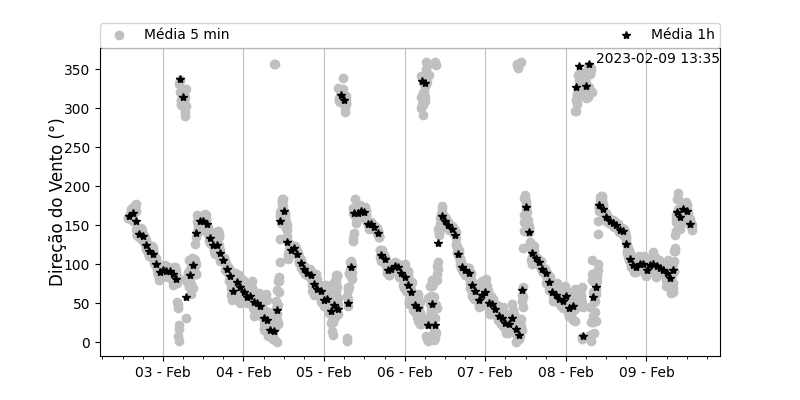 Média 5 min
Média 1h
2023-02-09 13:35
Direção do Vento (°)
350
300
250
200
150
100
50
0
03 - Feb
04 - Feb
05 - Feb
06 - Feb
07 - Feb
08 - Feb
09 - Feb